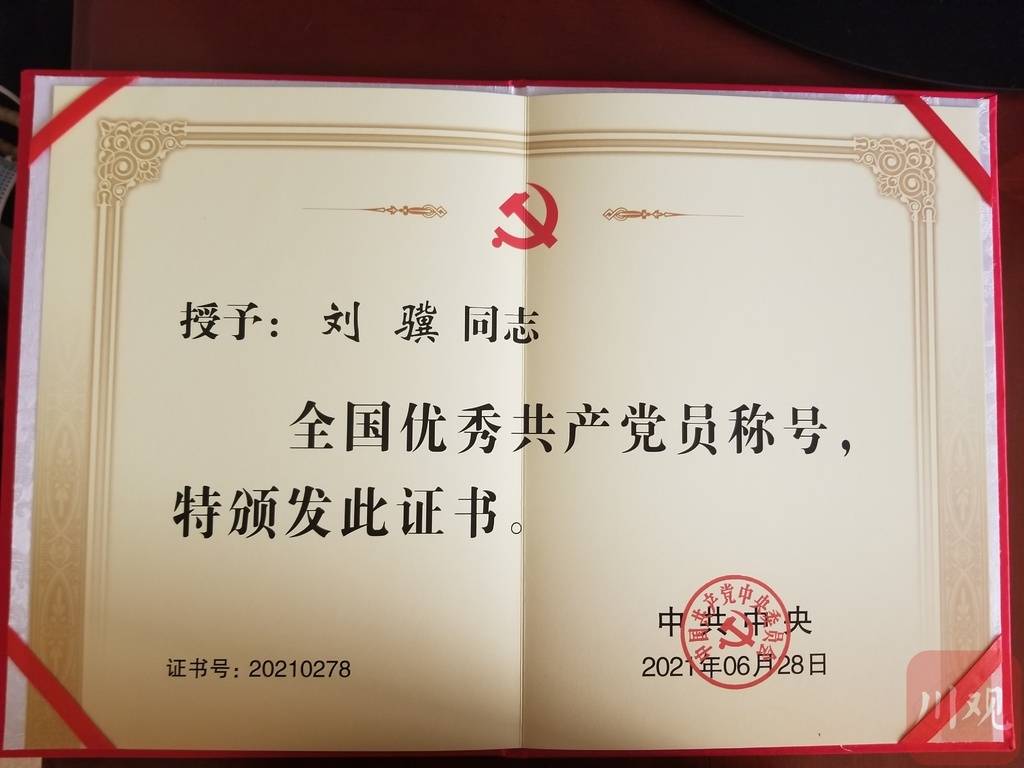 授予：刘 骥 同志
全国优秀共产党员称号，
特颁发此证书。
中共中央
中国共产党中央委员会
证书号：20210278
2021年06月28日
川观